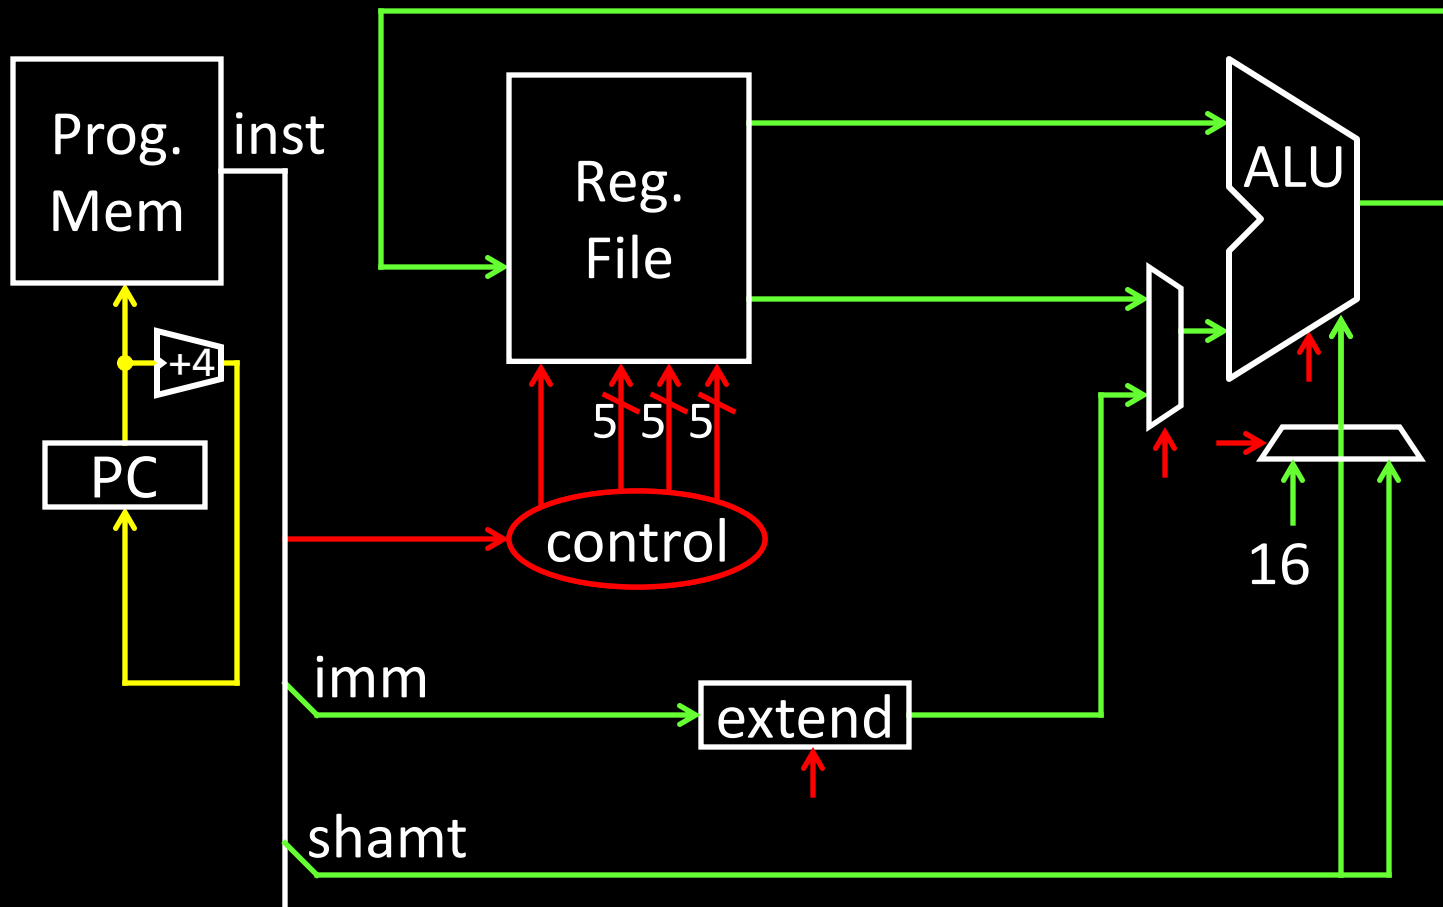 Prog.
Mem
inst
Reg.
File
ALU
+4
5 5 5
PC
control
16
imm
extend
shamt